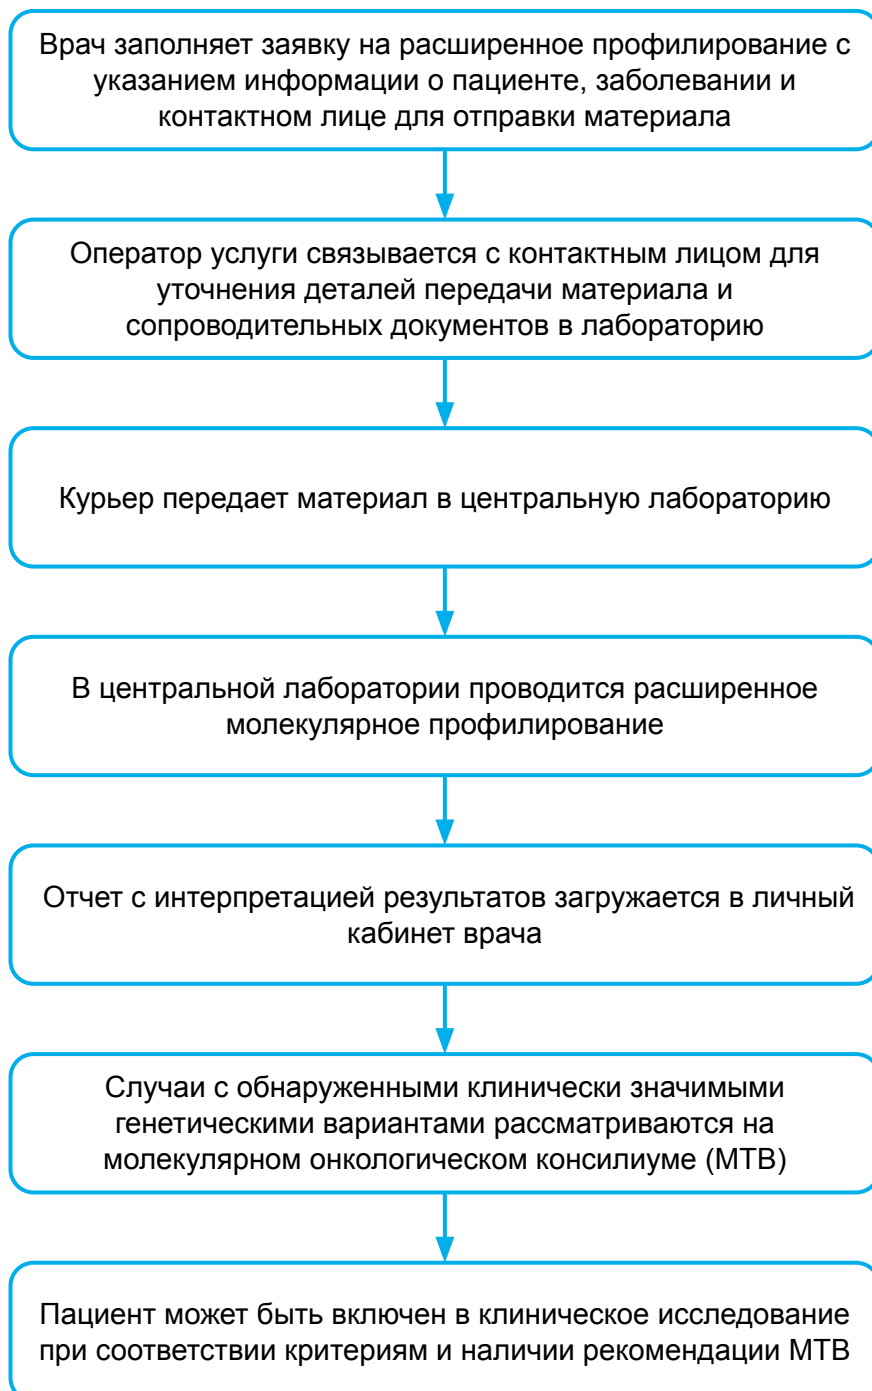 Врач заполняет заявку на расширенное профилирование с
указанием информации о пациенте, заболевании и
контактном лице для отправки материала
Оператор услуги связывается с контактным лицом для
уточнения деталей передачи материала и
сопроводительных документов в лабораторию
Курьер передает материал в центральную лабораторию
В центральной лаборатории проводится расширенное
молекулярное профилирование
Отчет с интерпретацией результатов загружается в личный
кабинет врача
Случаи с обнаруженными клинически значимыми
генетическими вариантами рассматриваются на
молекулярном онкологическом консилиуме (МТВ)
Пациент может быть включен в клиническое исследование
при соответствии критериям и наличии рекомендации МТВ